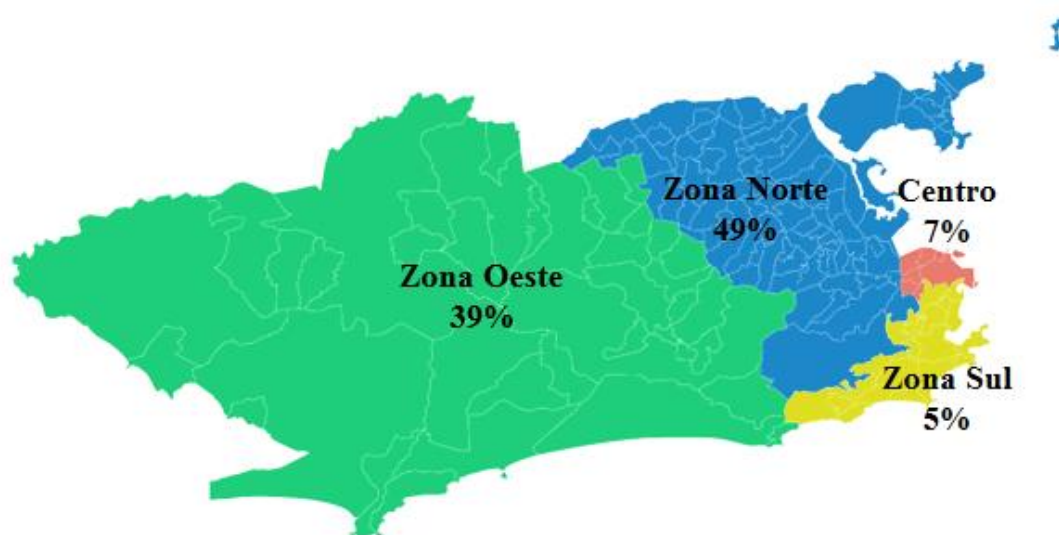 Zona Norte
49%
Centro
7%
Zona Oeste
39%
Zona Sul
5%